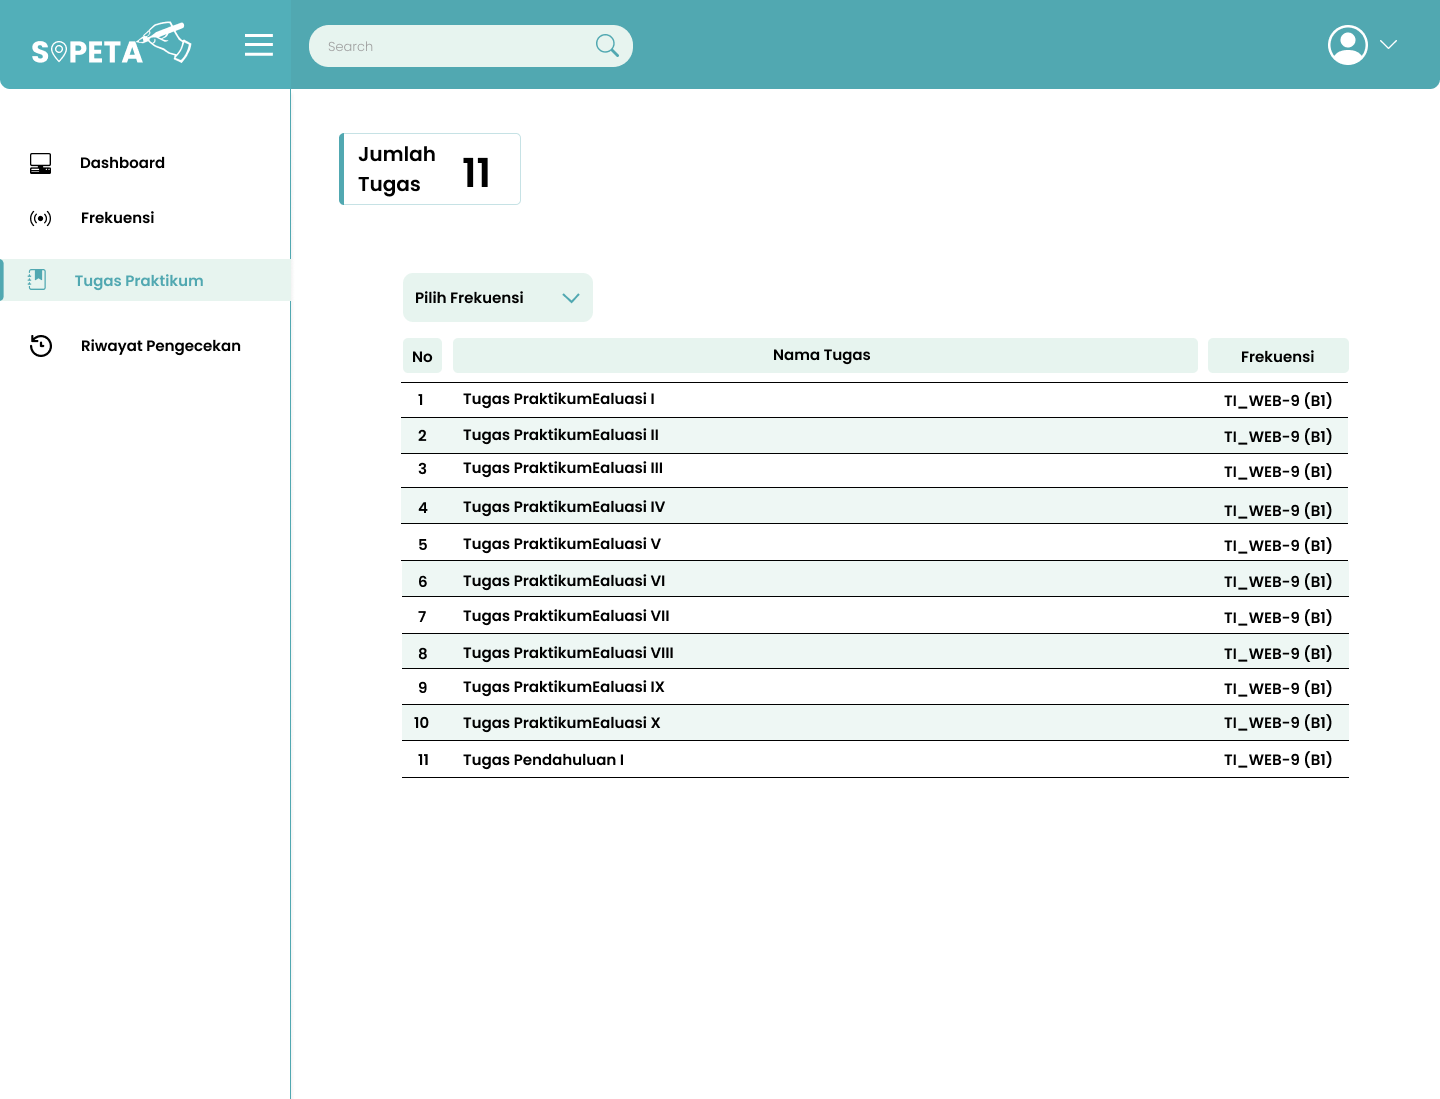 SOPETA
Search
Dashboard
Frekuensi
Tugas Praktikum
Riwayat Pengecekan
Jumlah
Tugas
11
Pilih Frekuensi
No Nama Tugas Frekuensi
1 Tugas PraktikumEaluasi I TI_WEB-9 (B1)
2 Tugas PraktikumEaluasi II TI_WEB-9 (B1)
3 Tugas PraktikumEaluasi III TI_WEB-9 (B1)
4 Tugas PraktikumEaluasi IV TI_WEB-9 (B1)
5 Tugas PraktikumEaluasi V TI_WEB-9 (B1)
6 Tugas PraktikumEaluasi VI TI_WEB-9 (B1)
7 Tugas PraktikumEaluasi VII TI_WEB-9 (B1)
8 Tugas PraktikumEaluasi VIII TI_WEB-9 (B1)
9 Tugas PraktikumEaluasi IX TI_WEB-9 (B1)
10 Tugas PraktikumEaluasi X TI_WEB-9 (B1)
11 Tugas Pendahuluan I TI_WEB-9 (B1)